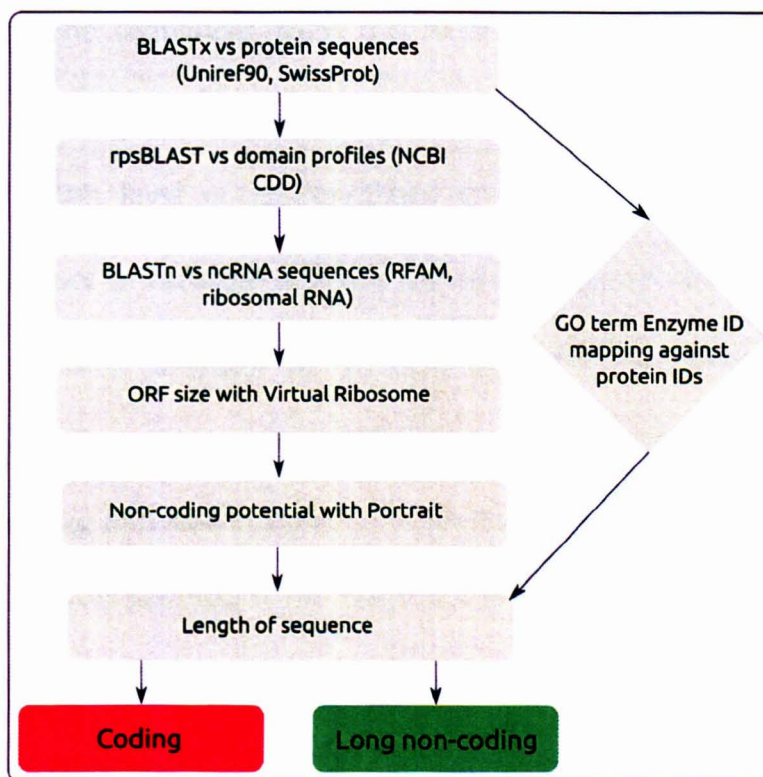 BLASTx vs protein sequences
(Uniref90, SwissProt)
rpsBLAST vs domain profiles (NCBI
CDD)
BLASTn vs ncRNA sequences (RFAM,
ribosomal RNA)
GO term Enzyme ID
mapping against
protein IDs
ORF size with Virtual Ribosome
Non-coding potential with Portrait
Length of sequence
Coding
Long non-coding